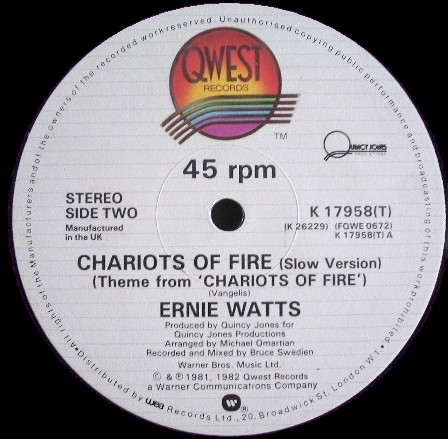 of the Manufacturers and of the owners of the recorded work reserved. Unauthorised copying public performance and broadcasting of this work prohibited. All rights
QWEST
RECORDS
TM
QUINCY JONES
45 rpm
STEREO
SIDE TWO
Manufactured
in the UK
K 17958(T)
(K 26229) (FQWE 0672)
K 17958(T) A
CHARIOTS OF FIRE (Slow Version)
(Theme from 'CHARIOTS OF FIRE')
(Vangelis)
ERNIE WATTS
Produced by Quincy Jones for
Quincy Jones Productions
Arranged by Michael Omartian
Recorded and Mixed by Bruce Swedien
Warner Bros. Music Ltd.
© & ℗ 1981, 1982 Qwest Records
a Warner Communications Company
Distributed by wea Records Ltd., 20, Broadwick St. London W1.